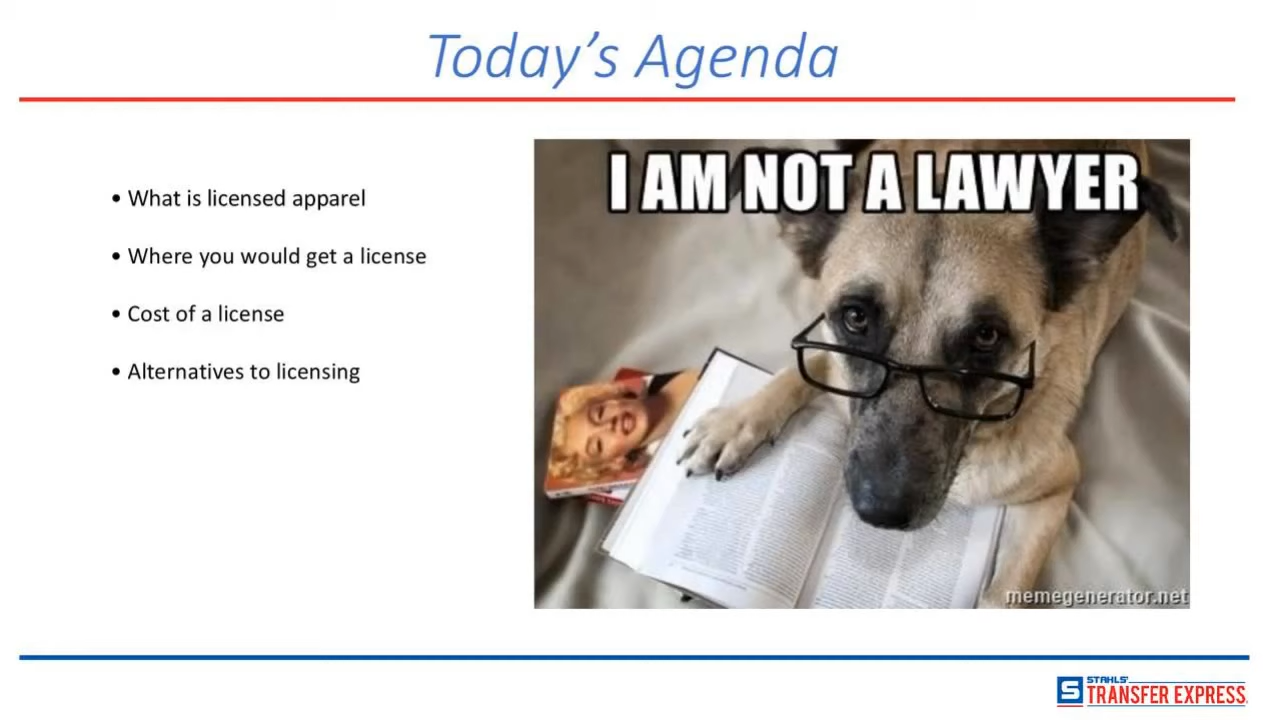 Today's Agenda
• What is licensed apparel
• Where you would get a license
• Cost of a license
• Alternatives to licensing
I AM NOT A LAWYER
memegenerator.net
S STAHLS'
TRANSFER EXPRESS.